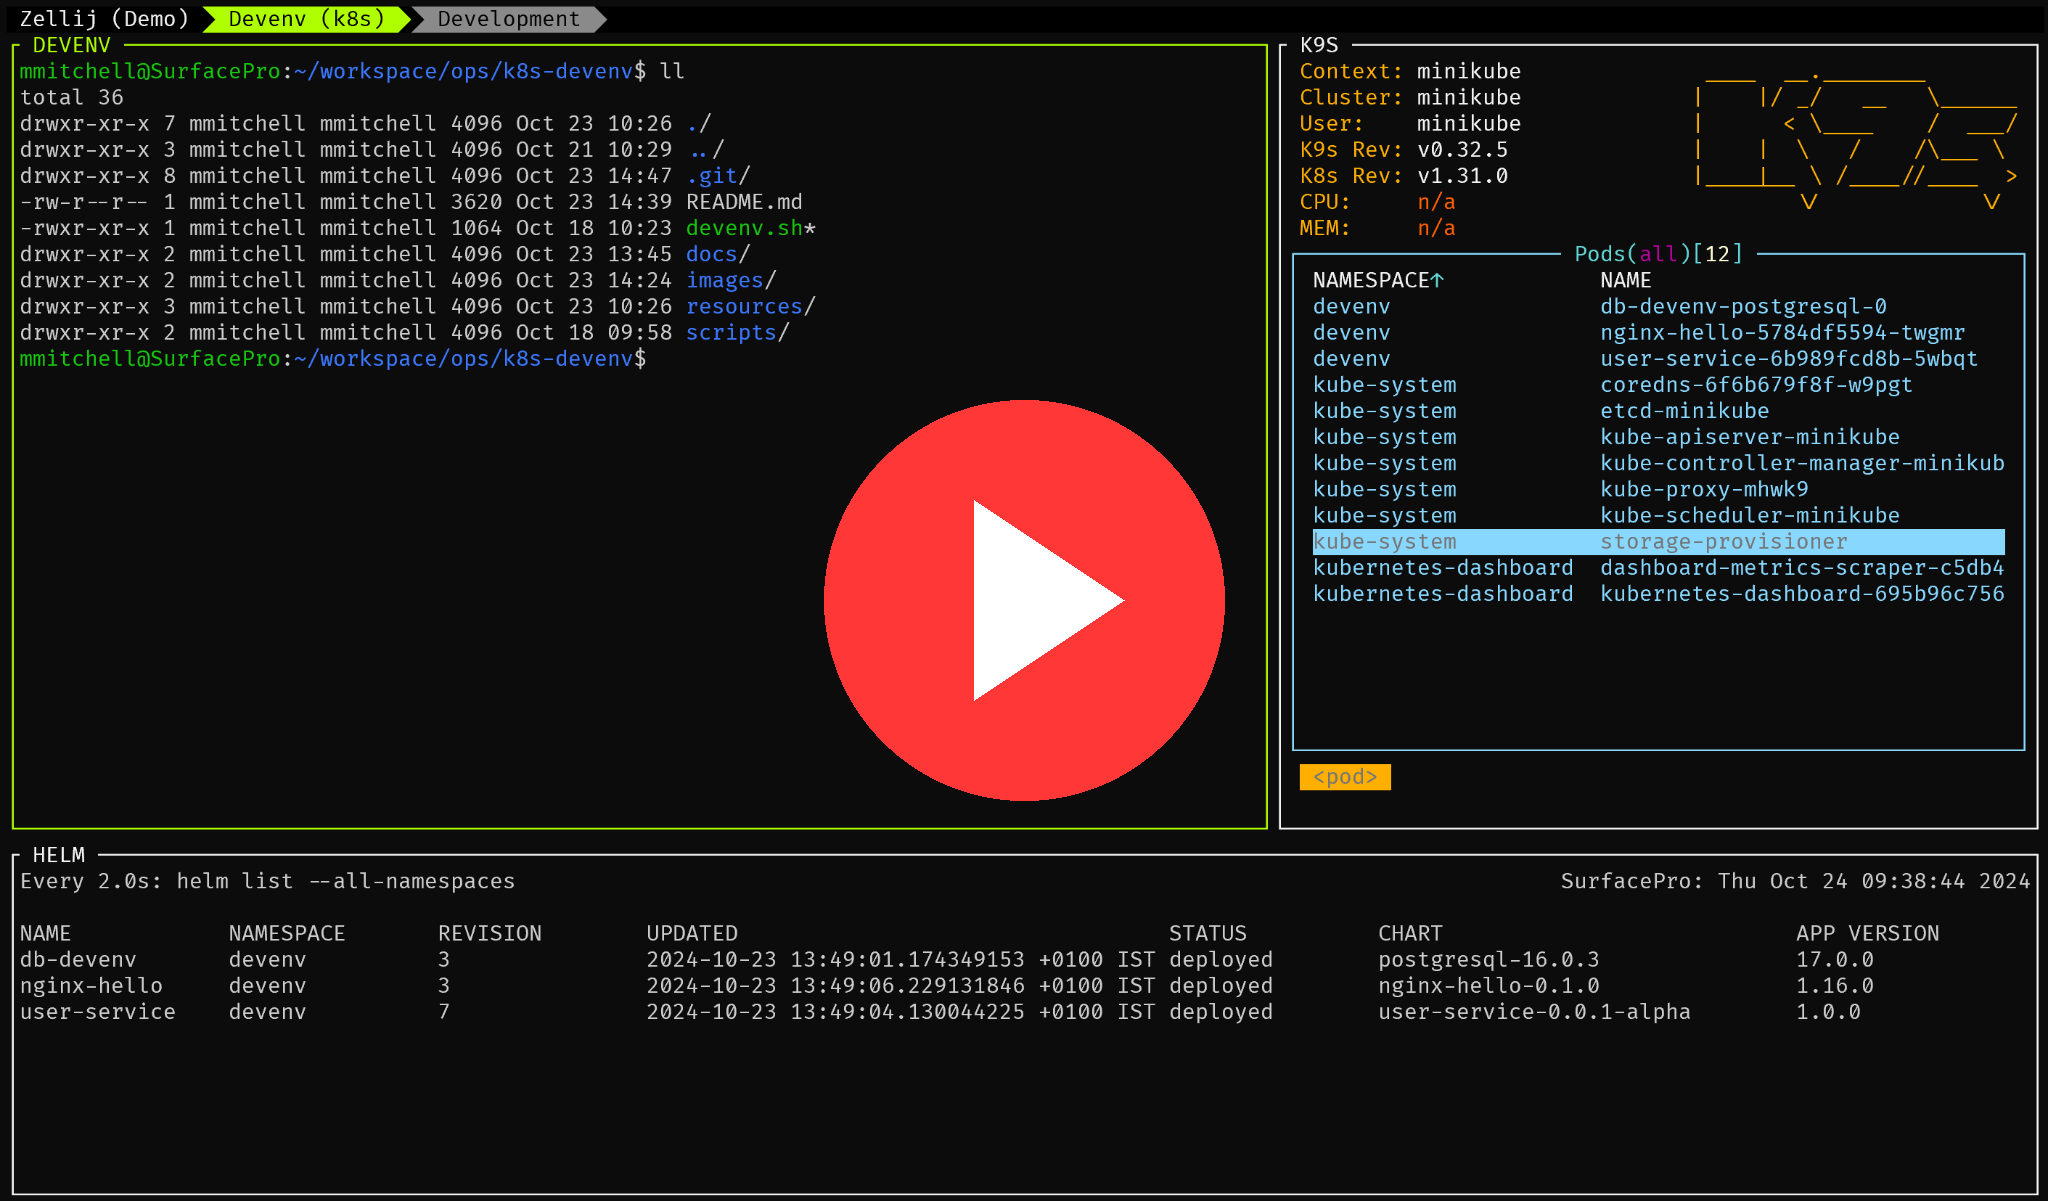 Zellij (Demo) Devenv (k8s) Development
DEVENV
mmitchell@SurfacePro:~/workspace/ops/k8s-devenv$ ll
total 36
drwxr-xr-x 7 mmitchell mmitchell 4096 Oct 23 10:26 ./
drwxr-xr-x 3 mmitchell mmitchell 4096 Oct 21 10:29 ../
drwxr-xr-x 8 mmitchell mmitchell 4096 Oct 23 14:47 .git/
-rw-r--r-- 1 mmitchell mmitchell 3620 Oct 23 14:39 README.md
-rwxr-xr-x 1 mmitchell mmitchell 1064 Oct 18 10:23 devenv.sh*
drwxr-xr-x 2 mmitchell mmitchell 4096 Oct 23 13:45 docs/
drwxr-xr-x 2 mmitchell mmitchell 4096 Oct 23 14:24 images/
drwxr-xr-x 3 mmitchell mmitchell 4096 Oct 23 10:26 resources/
drwxr-xr-x 2 mmitchell mmitchell 4096 Oct 18 09:58 scripts/
mmitchell@SurfacePro:~/workspace/ops/k8s-devenv$
K9S
Context: minikube
Cluster: minikube
User: minikube
K9s Rev: v0.32.5
K8s Rev: v1.31.0
CPU: n/a
MEM: n/a
K9s
Pods(all)[12]
NAMESPACE↑ NAME
devenv db-devenv-postgresql-0
devenv nginx-hello-5784df5594-twgmr
devenv user-service-6b989fcd8b-5wbqt
kube-system coredns-6f6b679f8f-w9pgt
kube-system etcd-minikube
kube-system kube-apiserver-minikube
kube-system kube-controller-manager-minikub
kube-system kube-proxy-mhwk9
kube-system kube-scheduler-minikube
kube-system storage-provisioner
kubernetes-dashboard dashboard-metrics-scraper-c5db4
kubernetes-dashboard kubernetes-dashboard-695b96c756
<pod>
HELM
Every 2.0s: helm list --all-namespaces SurfacePro: Thu Oct 24 09:38:44 2024
NAME NAMESPACE REVISION UPDATED STATUS CHART APP VERSION
db-devenv devenv 3 2024-10-23 13:49:01.174349153 +0100 IST deployed postgresql-16.0.3 17.0.0
nginx-hello devenv 3 2024-10-23 13:49:06.229131846 +0100 IST deployed nginx-hello-0.1.0 1.16.0
user-service devenv 7 2024-10-23 13:49:04.130044225 +0100 IST deployed user-service-0.0.1-alpha 1.0.0